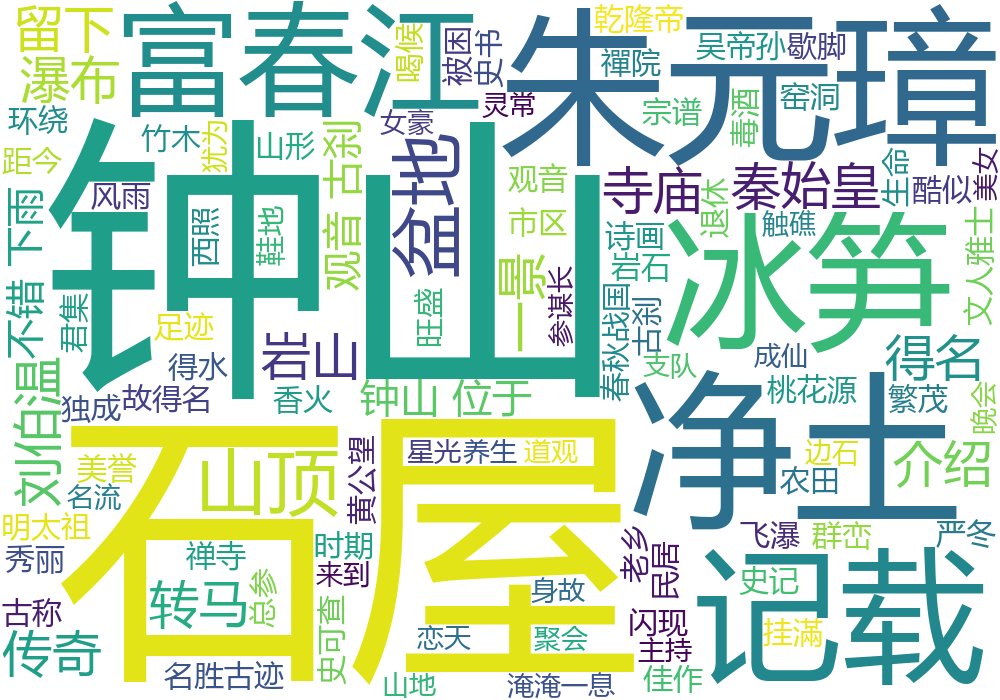 留下
富春江
喝候
被困
史书
朱元璋
乾隆帝
吴帝孙
歇脚
瀑布
禪院
窑洞
环绕
竹木
犹为
山形
古刹
女豪
灵常
宗谱
毒酒
距今
钟山
盆地
观音
寺庙
秦始皇
生命
酷似
美女
风雨
下雨
西照
鞋地
观音
市区
诗画
退休
触礁
冰笋
文人雅士
岩石
不错
君集
足迹
旺盛
一景
参谋长
春秋战国
古刹
岩山
得水
支队
成仙
得名
刘伯温
独成
故得名
香火
钟山
位于
桃花源
繁茂
晚会
石屋
净土
美誉
山顶
黄公望
星光养生
道观
边石
介绍
名流
农田
明太祖
飞瀑
群峦
严冬
秀丽
禅寺
时期
老乡
民居
记载
转马
总参
来到
史记
身故
古称
史可直
闪现
挂滿
传奇
恋天
聚会
主持
名胜古迹
山地
淹淹一息
佳作